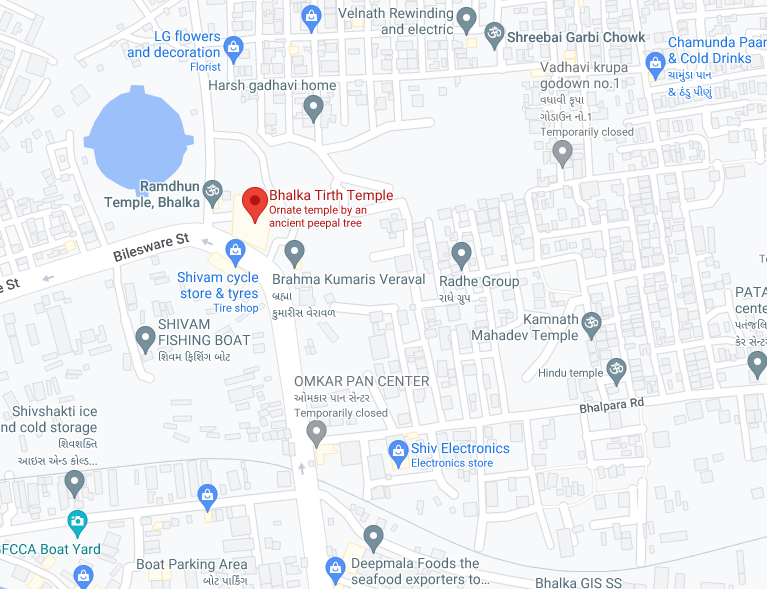 LG flowers
and decoration
Florist
Velnath Rewinding
and electric
Shreebai Garbi Chowk
Chamunda Paan
& Cold Drinks
ચામુંડા પાન
& ઠંડુ પીણું
Harsh gadhavi home
Vadhavi krupa
godown no.1
વધાવી કૃપા
ગોડાઉન નો.1
Temporarily closed
Ramdhun
Temple, Bhalka
Bhalka Tirth Temple
Ornate temple by an
ancient peepal tree
Bilesware St
e St
Shivam cycle
store & tyres
Tire shop
Brahma Kumaris Veraval
બ્રહ્મા
કુમારીસ વેરાવળ
Radhe Group
રાધે ગ્રુપ
SHIVAM
FISHING BOAT
શિવમ ફિશિંગ બોટ
Kamnath
Mahadev Temple
PATA
cente
પતંજલિ
કેર સેન્ટર
Hindu temple
Bhalpara Rd
OMKAR PAN CENTER
ઓમકાર પાન સેન્ટર
Temporarily closed
Shivshakti ice
nd cold storage
શિવશક્તિ
આઇસ એન્ડ કોલ્ડ...
Shiv Electronics
Electronics store
GFCCA Boat Yard
Boat Parking Area
બોટ પાર્કિંગ
Deepmala Foods the
seafood exporters to...
Bhalka GIS SS